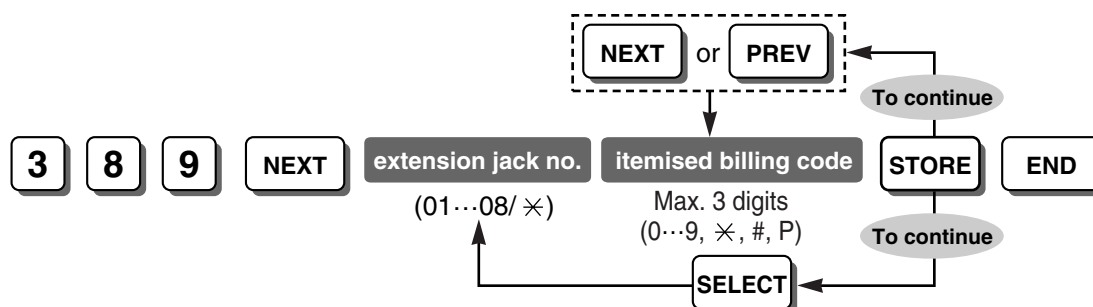 NEXT or PREV
To continue
3 8 9 NEXT extension jack no. itemised billing code STORE END
(01···08/ ✳) Max. 3 digits
(0···9, ✳, #, P)
To continue
SELECT